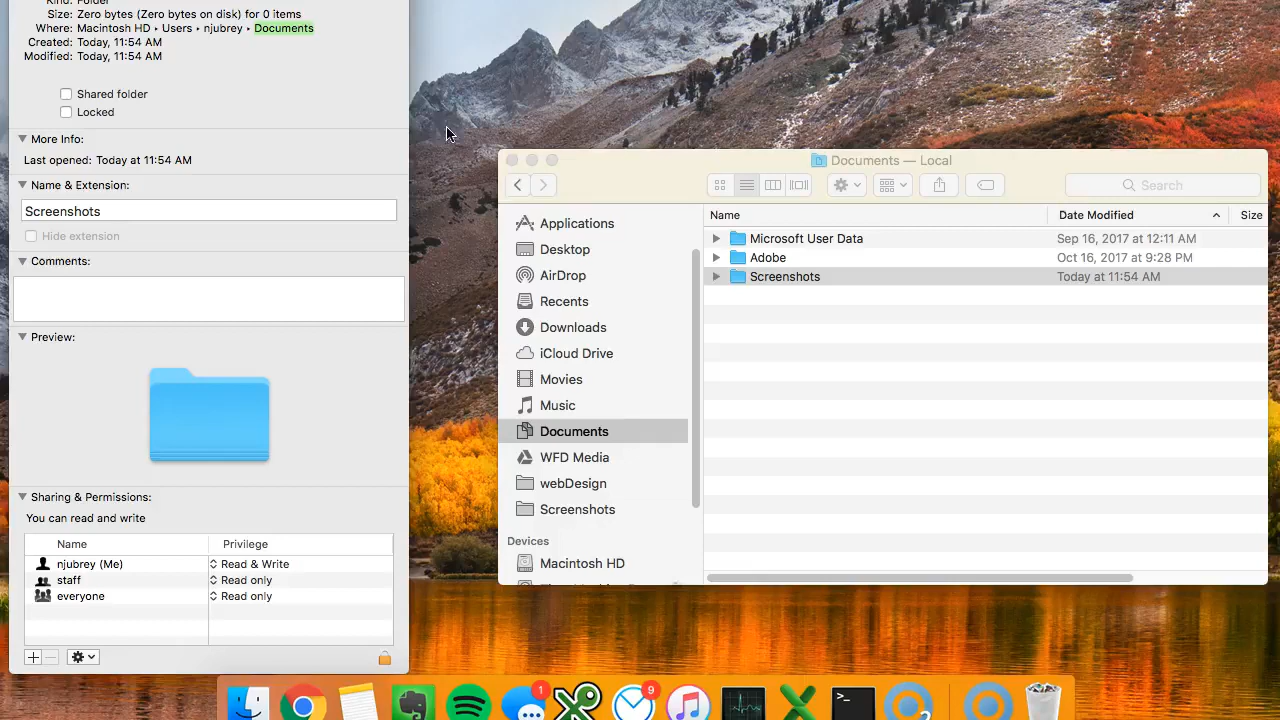 Kind: Folder
Size: Zero bytes (Zero bytes on disk) for 0 items
Where: Macintosh HD ▸ Users ▸ njubrey ▸ Documents
Created: Today, 11:54 AM
Modified: Today, 11:54 AM
Shared folder
Locked
More Info:
Last opened: Today at 11:54 AM
Name & Extension:
Screenshots
Hide extension
Comments:
Preview:
Sharing & Permissions:
You can read and write
Name Privilege
njubrey (Me) Read & Write
staff Read only
everyone Read only
Documents — Local
Search
Applications
Desktop
AirDrop
Recents
Downloads
iCloud Drive
Movies
Music
Documents
WFD Media
webDesign
Screenshots
Devices
Macintosh HD
Name Date Modified Size
Microsoft User Data Sep 16, 2017 at 12:11 AM
Adobe Oct 16, 2017 at 9:28 PM
Screenshots Today at 11:54 AM
1
9
>_
2